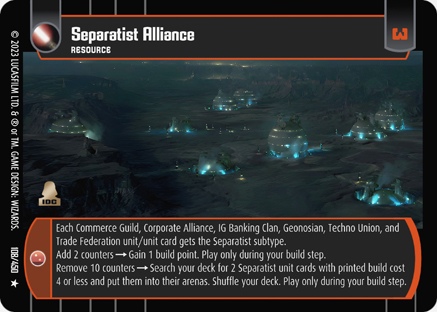 Separatist Alliance
RESOURCE
IOC
Each Commerce Guild, Corporate Alliance, IG Banking Clan, Geonosian, Techno Union, and
Trade Federation unit/unit card gets the Separatist subtype.
Add 2 counters → Gain 1 build point. Play only during your build step.
Remove 10 counters → Search your deck for 2 Separatist unit cards with printed build cost
4 or less and put them into their arenas. Shuffle your deck. Play only during your build step.
© 2023 LUCASFILM LTD. & ® or TM. GAME DESIGN: WIZARDS.
★